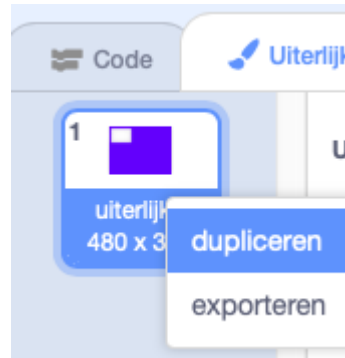 Code
Uiterlijk
1
uiterlijk
480 x 3
dupliceren
exporteren